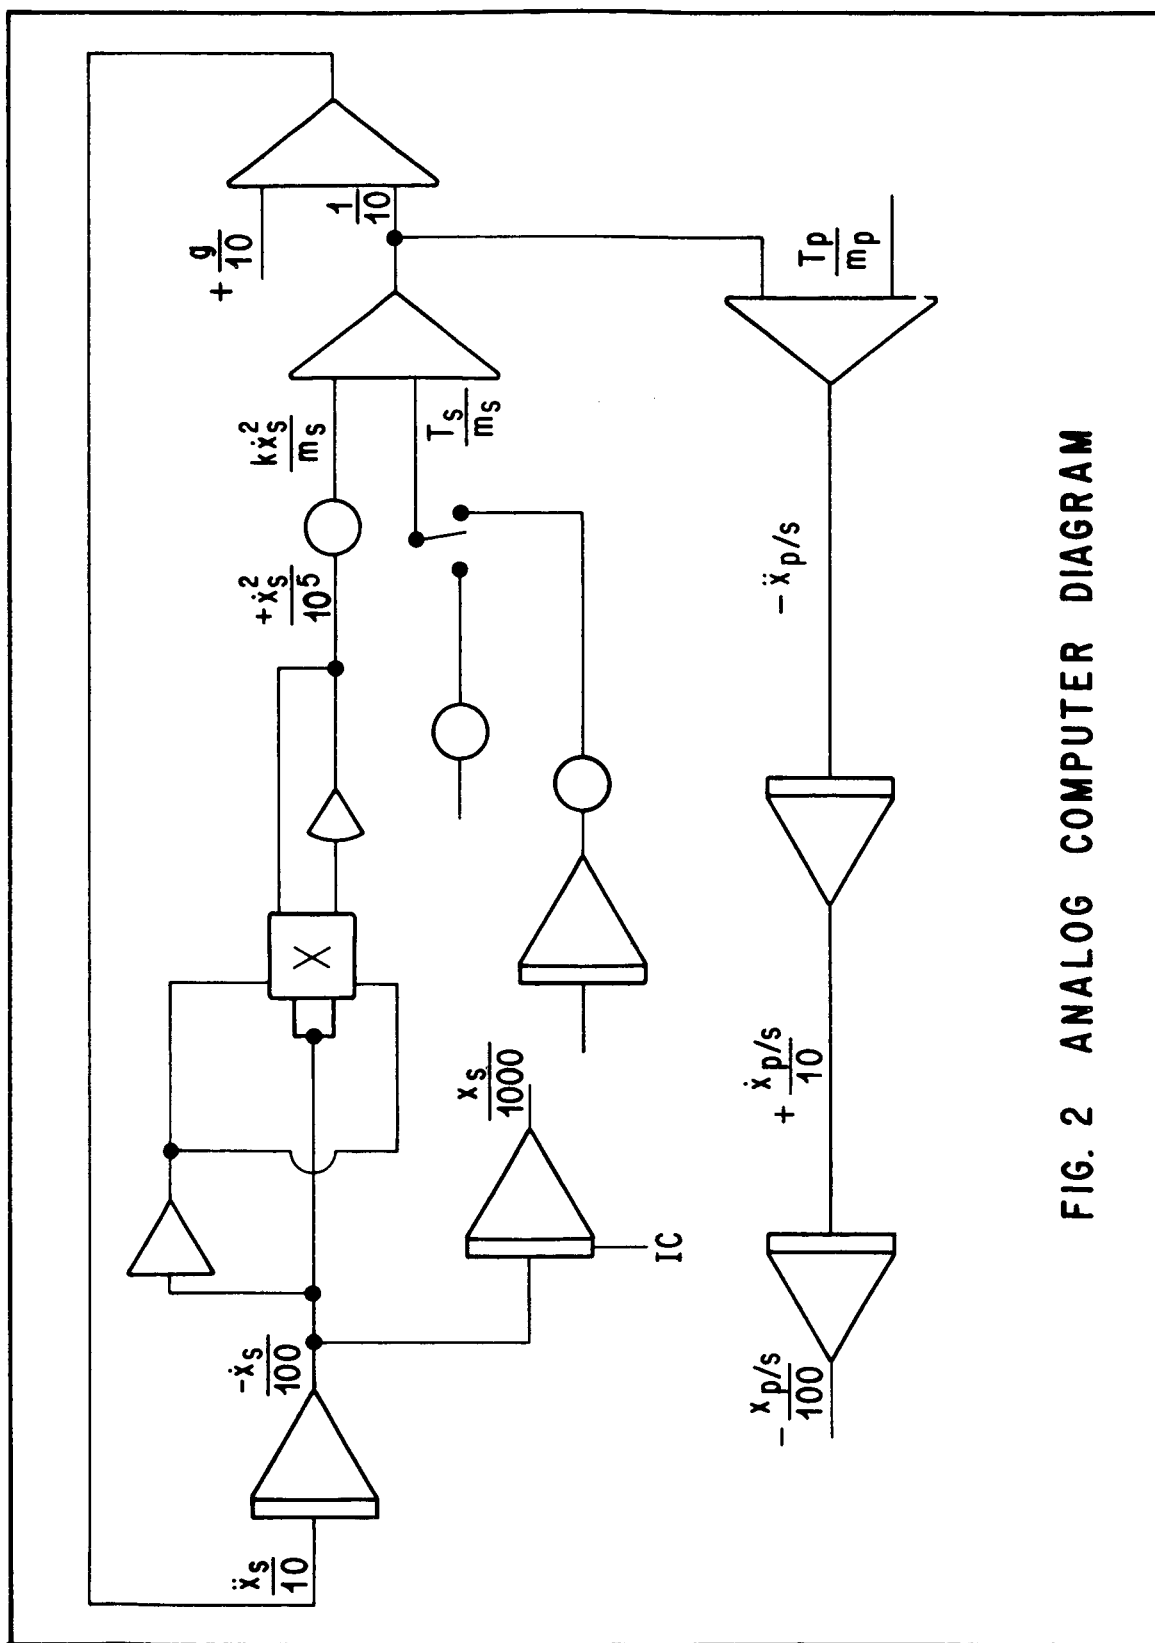 ẍs/10
-ẋs/100
+ẋs²/10⁵
kẋs²/ms
+ g/10
1/10
X
Ts/ms
xs/1000
IC
Tp/mp
- ẍp/s
+ ẋp/s/10
- xp/s/100
FIG. 2 ANALOG COMPUTER DIAGRAM